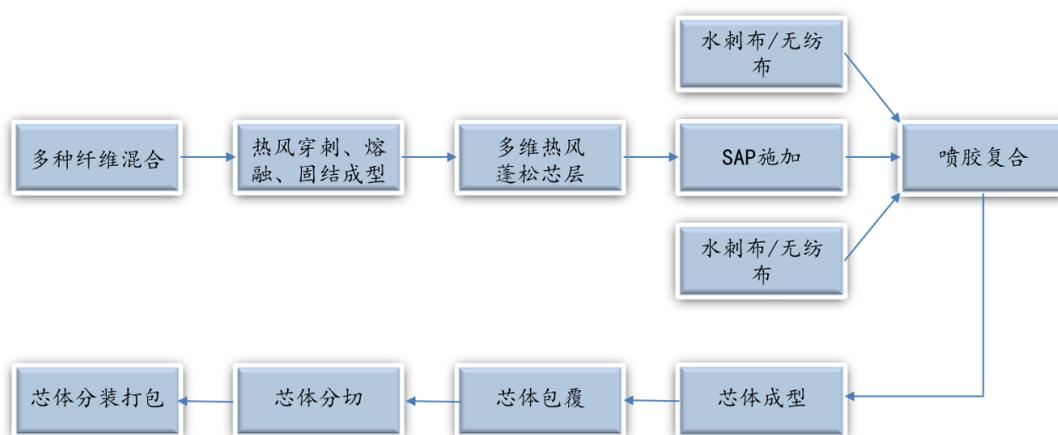 水刺布/无纺
布
多种纤维混合
热风穿刺、熔
融、固结成型
多维热风
蓬松芯层
SAP施加
喷胶复合
水刺布/无纺
布
芯体分装打包
芯体分切
芯体包覆
芯体成型